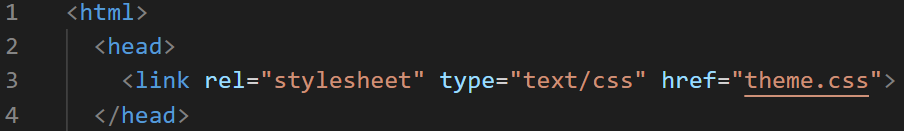 1 <html>
2 <head>
3 <link rel="stylesheet" type="text/css" href="theme.css">
4 </head>